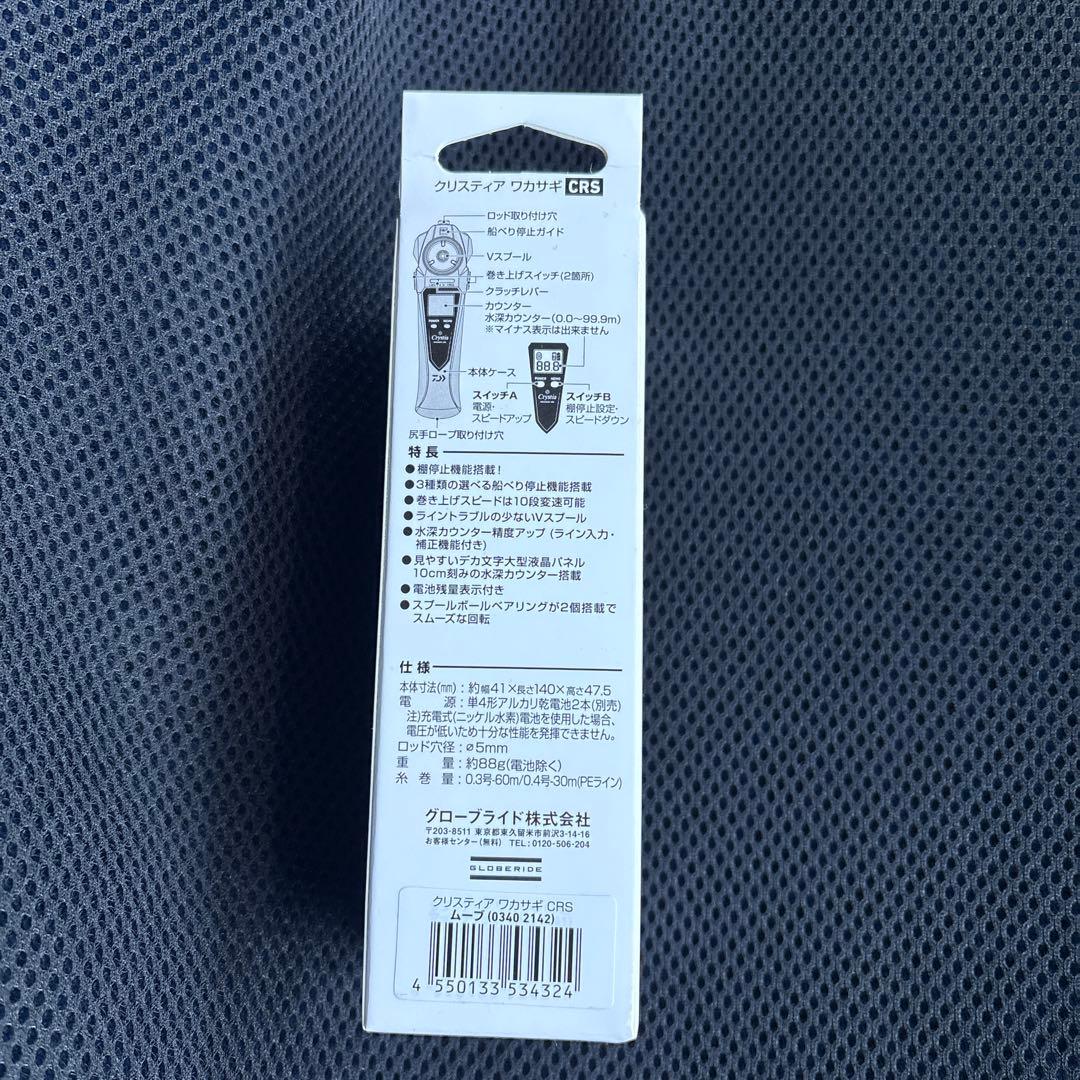 クリスティア ワカサギ CRS
ロッド取り付け穴
船べり停止ガイド
Vスプール
巻き上げスイッチ(2箇所)
クラッチレバー
カウンター
水深カウンター(0.0〜99.9m)
※マイナス表示は出来ません
POWER MENU
Crystia
本体ケース
888
POWER MENU
Crystia
スイッチA
電源・
スピードアップ
スイッチB
棚停止設定・
スピードダウン
尻手ロープ取り付け穴
特長
●棚停止機能搭載！
●3種類の選べる船べり停止機能搭載
●巻き上げスピードは10段変速可能
●ライントラブルの少ないVスプール
●水深カウンター精度アップ(ライン入力・
補正機能付き)
●見やすいデカ文字大型液晶パネル
10cm刻みの水深カウンター搭載
●電池残量表示付き
●スプールボールベアリングが2個搭載で
スムーズな回転
仕様
本体寸法(mm)：約幅41×長さ140×高さ47.5
電源：単4形アルカリ乾電池2本(別売)
注)充電式(ニッケル水素)電池を使用した場合、
電圧が低いため十分な性能を発揮できません。
ロッド穴径：⌀5mm
重量：約88g(電池除く)
糸巻量：0.3号-60m/0.4号-30m(PEライン)
グローブライド株式会社
〒203-8511 東京都東久留米市前沢3-14-16
お客様センター(無料) TEL：0120-506-204
GLOBERIDE
クリスティア ワカサギ CRS
ムーブ(0340 2142)
4 550133 534324